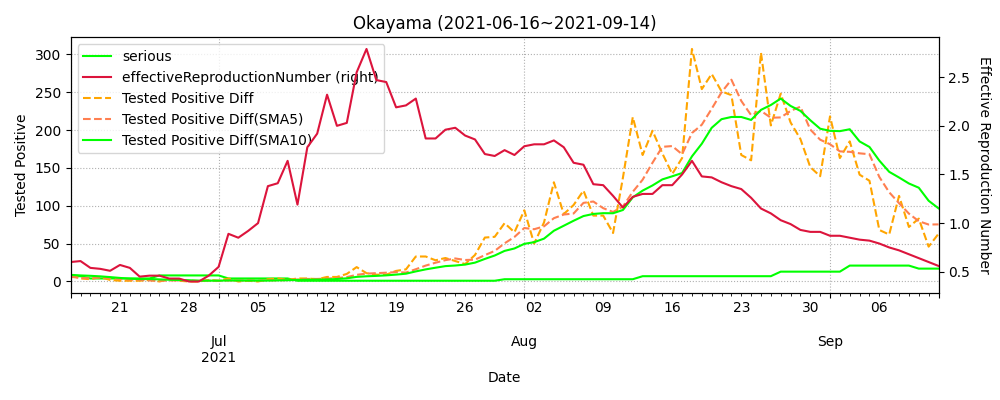 Okayama (2021-06-16~2021-09-14)
serious
effectiveReproductionNumber (right)
Tested Positive Diff
Tested Positive Diff(SMA5)
Tested Positive Diff(SMA10)
Tested Positive
300
250
200
150
100
50
0
Effective Reproductive Number
2.5
2.0
1.5
1.0
0.5
21 28 05 12 19 26 02 09 16 23 30 06
Jul Aug Sep
2021
Date